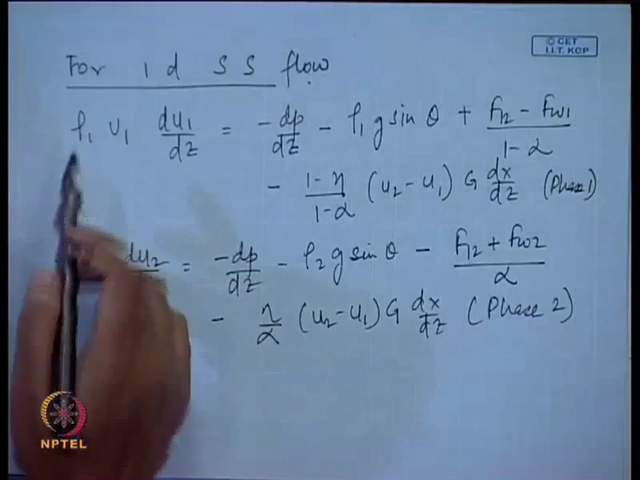 © CET
I.I.T. KGP
For 1 d S S flow
ρ₁ u₁ du₁/dz = -dp/dz - ρ₁ g sin θ + (F₁₂ - Fw₁)/(1-α)
- (1-η)/(1-α) (u₂-u₁) G dx/dz (Phase 1)
du₂/dz = -dp/dz - ρ₂ g sin θ - (F₁₂ + Fw₂)/α
- η/α (u₂-u₁) G dx/dz (Phase 2)
NPTEL